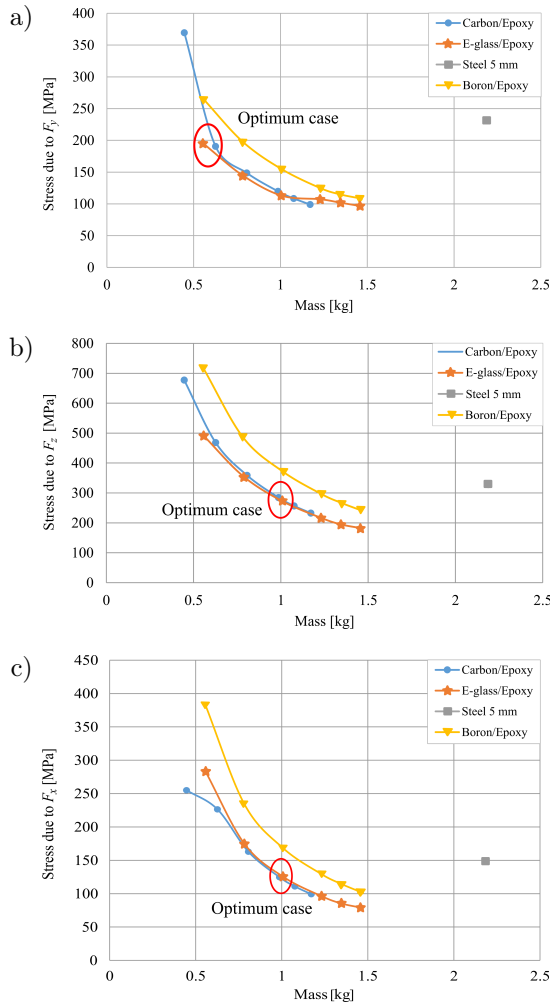 a)
400
350
300
250
200
150
100
50
0
Stress due to Fy [MPa]
0
0.5
1
1.5
2
2.5
Mass [kg]
Optimum case
Carbon/Epoxy
E-glass/Epoxy
Steel 5 mm
Boron/Epoxy
b)
800
700
600
500
400
300
200
100
0
Stress due to Fz [MPa]
0
0.5
1
1.5
2
2.5
Mass [kg]
Optimum case
Carbon/Epoxy
E-glass/Epoxy
Steel 5 mm
Boron/Epoxy
c)
450
400
350
300
250
200
150
100
50
0
Stress due to Fx [MPa]
0
0.5
1
1.5
2
2.5
Mass [kg]
Optimum case
Carbon/Epoxy
E-glass/Epoxy
Steel 5 mm
Boron/Epoxy